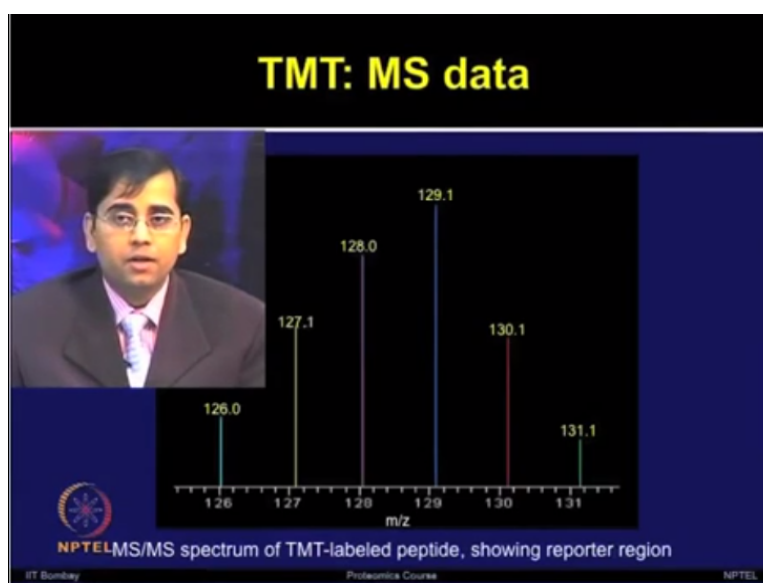 TMT: MS data
129.1
128.0
127.1
130.1
126.0
131.1
126 127 128 129 130 131
m/z
NPTEL
MS/MS spectrum of TMT-labeled peptide, showing reporter region
IIT Bombay Proteomics Course NPTEL